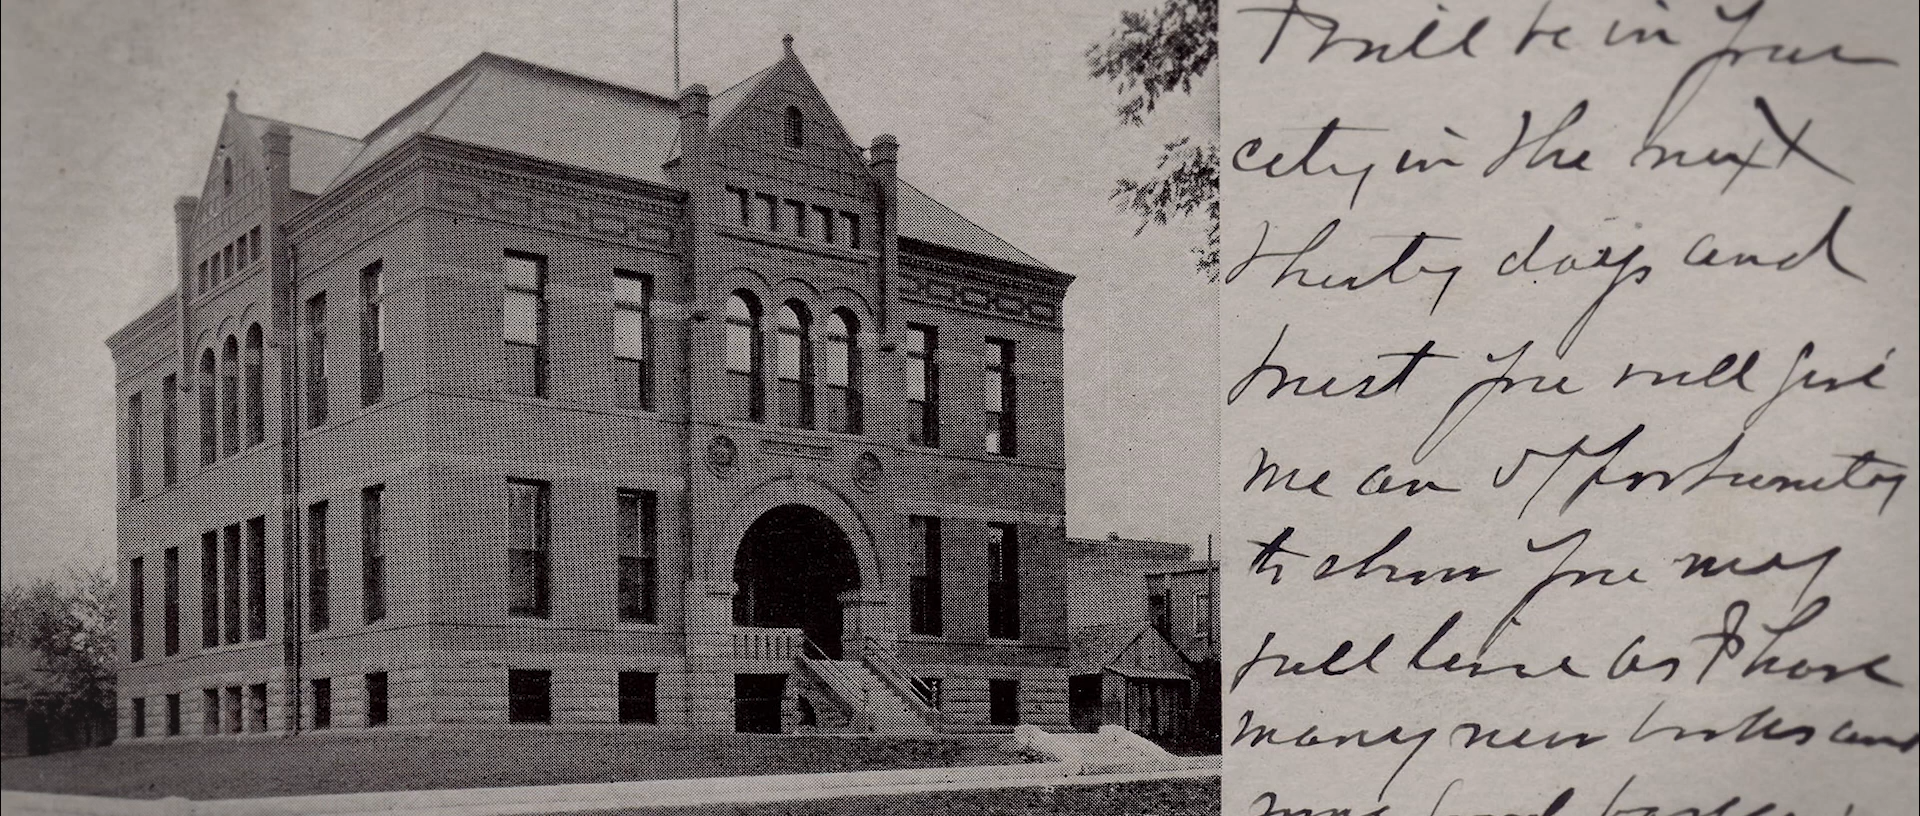 I will be in your
city in the next
thirty days and
trust you will give
me an opportunity
to show you my
full line as I have
many new books and